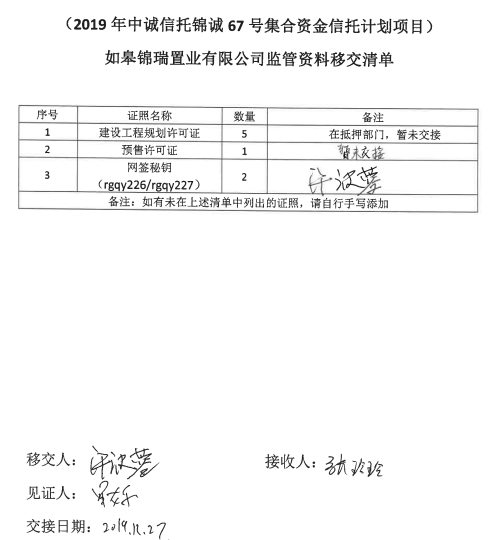 （2019 年中诚信托锦诚 67 号集合资金信托计划项目）
如皋锦瑞置业有限公司监管资料移交清单
序号 证照名称 数量 备注
1 建设工程规划许可证 5 在抵押部门，暂未交接
2 预售许可证 1 暂未交接
3 网签秘钥（rgqy226/rgqy227） 2 许波蓉
备注：如有未在上述清单中列出的证照，请自行手写添加
移交人： 接收人：张玲玲
见证人：
交接日期：2019.11.27